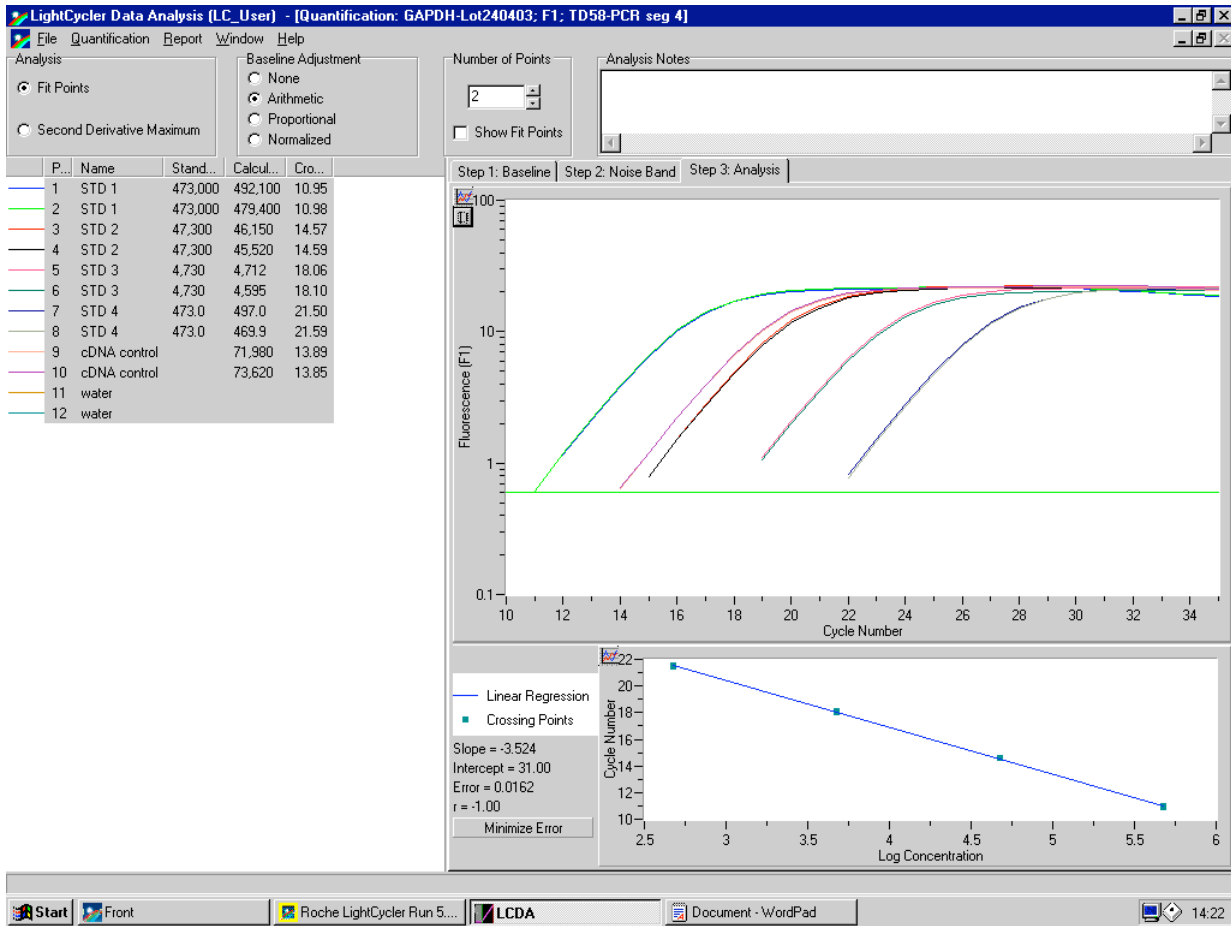 LightCycler Data Analysis (LC_User) - [Quantification: GAPDH-Lot240403; F1; TD58-PCR seg 4]
File Quantification Report Window Help
Analysis
Fit Points
Second Derivative Maximum
Baseline Adjustment
None
Arithmetic
Proportional
Normalized
Number of Points
2
Show Fit Points
Analysis Notes
P... Name Stand... Calcul... Cro...
1 STD 1 473,000 492,100 10.95
2 STD 1 473,000 479,400 10.98
3 STD 2 47,300 46,150 14.57
4 STD 2 47,300 45,520 14.59
5 STD 3 4,730 4,712 18.06
6 STD 3 4,730 4,595 18.10
7 STD 4 473.0 497.0 21.50
8 STD 4 473.0 469.9 21.59
9 cDNA control 71,980 13.89
10 cDNA control 73,620 13.85
11 water
12 water
Step 1: Baseline Step 2: Noise Band Step 3: Analysis
100
10
1
0.1
Fluorescence (F1)
10 12 14 16 18 20 22 24 26 28 30 32 34
Cycle Number
Linear Regression
Crossing Points
Slope = -3.524
Intercept = 31.00
Error = 0.0162
r = -1.00
Minimize Error
22
20
18
16
14
12
10
Cycle Number
2.5 3 3.5 4 4.5 5 5.5 6
Log Concentration
Start Front Roche LightCycler Run 5.... LCDA Document - WordPad 14:22